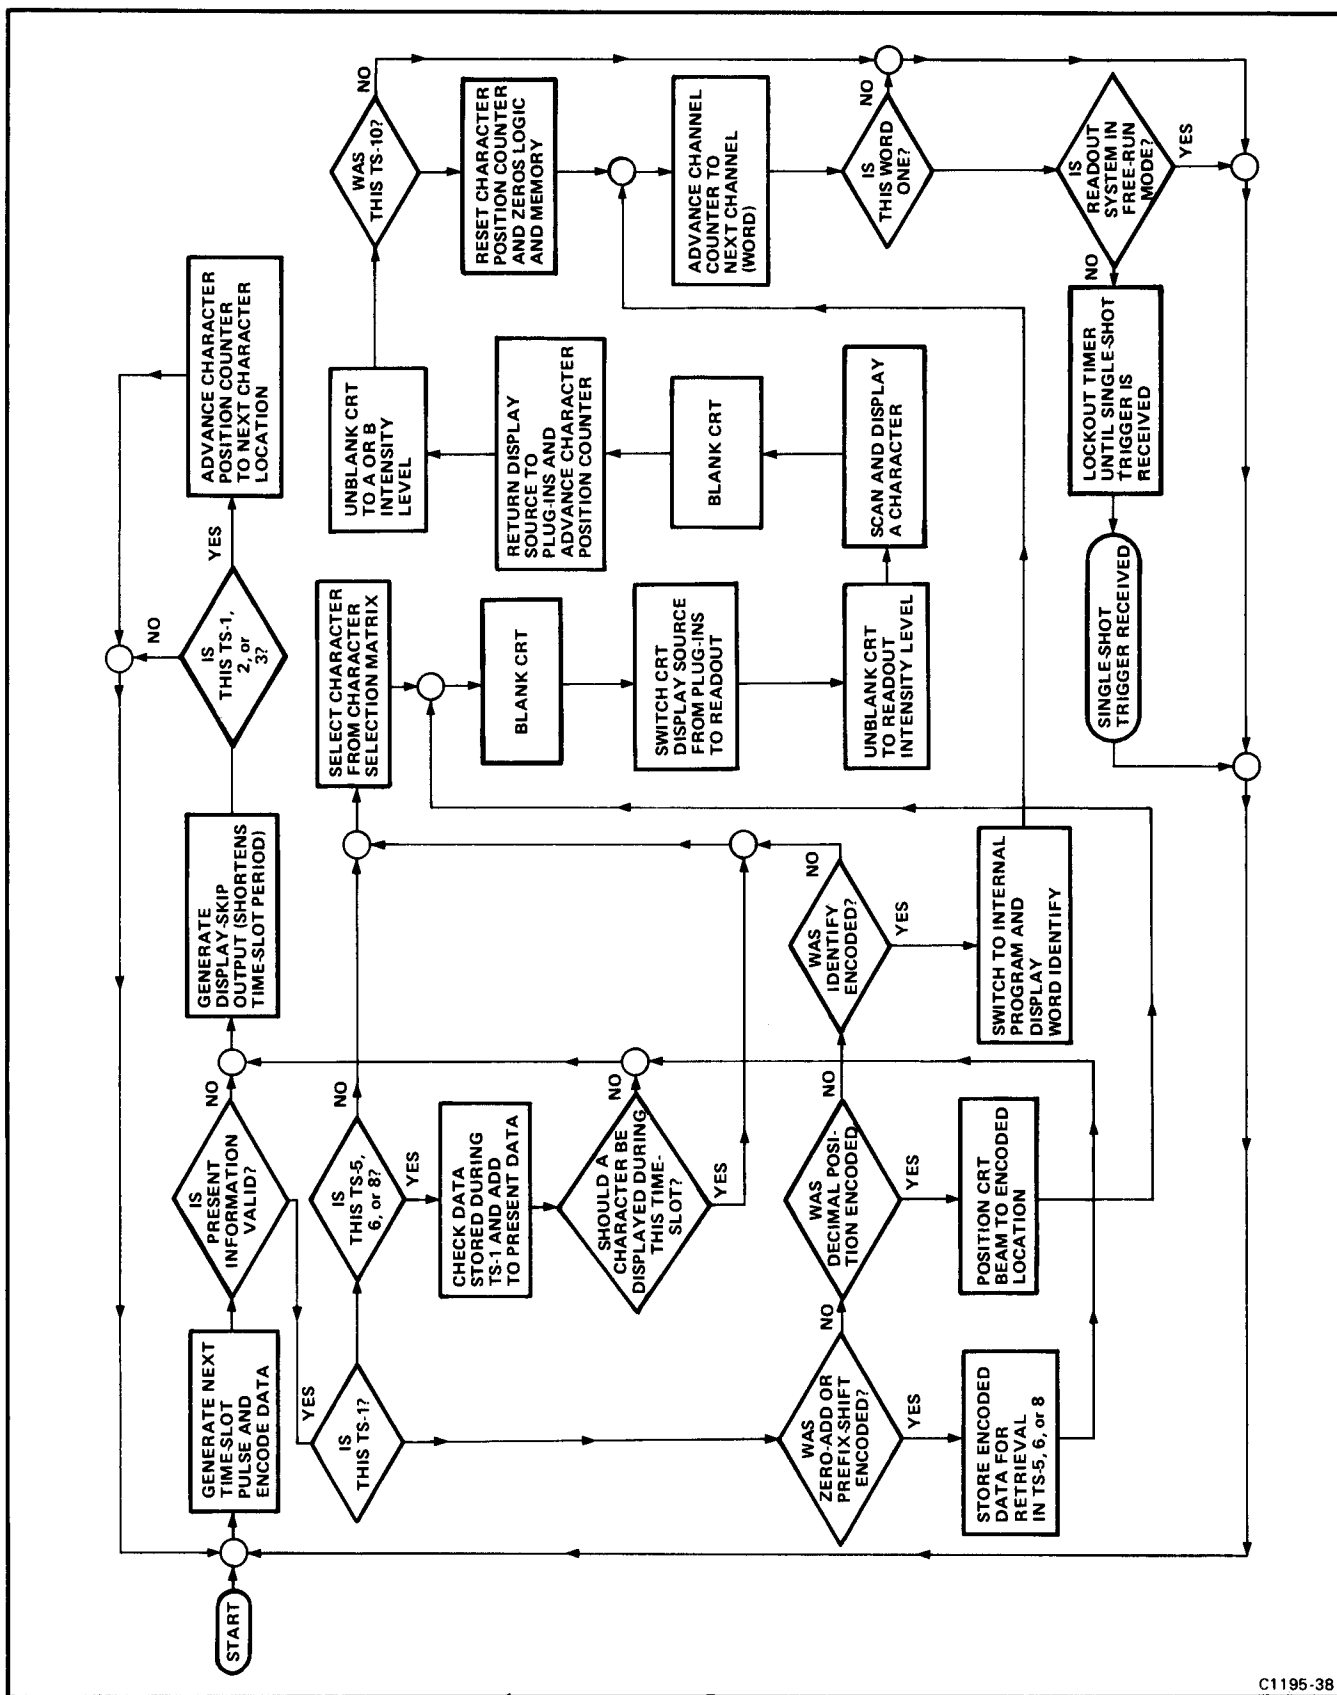 START
GENERATE NEXT
TIME-SLOT
PULSE AND
ENCODE DATA
IS
PRESENT
INFORMATION
VALID?
NO
YES
GENERATE
DISPLAY-SKIP
OUTPUT (SHORTENS
TIME-SLOT PERIOD)
IS
THIS TS-1,
2, or
3?
NO
YES
ADVANCE CHARACTER
POSITION COUNTER
TO NEXT CHARACTER
LOCATION
IS
THIS TS-1?
IS
THIS TS-5,
6, or 8?
NO
YES
CHECK DATA
STORED DURING
TS-1 AND ADD
TO PRESENT DATA
SHOULD A
CHARACTER BE
DISPLAYED DURING
THIS TIME-
SLOT?
NO
YES
WAS
ZERO-ADD OR
PREFIX-SHIFT
ENCODED?
NO
YES
STORE ENCODED
DATA FOR
RETRIEVAL
IN TS-5, 6, or 8
WAS
DECIMAL POSI-
TION ENCODED
NO
YES
POSITION CRT
BEAM TO ENCODED
LOCATION
WAS
IDENTIFY
ENCODED?
NO
YES
SWITCH TO INTERNAL
PROGRAM AND
DISPLAY
WORD IDENTIFY
SELECT CHARACTER
FROM CHARACTER
SELECTION MATRIX
BLANK CRT
SWITCH CRT
DISPLAY SOURCE
FROM PLUG-INS
TO READOUT
UNBLANK CRT
TO READOUT
INTENSITY LEVEL
SCAN AND DISPLAY
A CHARACTER
BLANK CRT
RETURN DISPLAY
SOURCE TO
PLUG-INS AND
ADVANCE CHARACTER
POSITION COUNTER
UNBLANK CRT
TO A OR B
INTENSITY
LEVEL
WAS
THIS TS-10?
NO
RESET CHARACTER
POSITION COUNTER
AND ZEROS LOGIC
AND MEMORY
ADVANCE CHANNEL
COUNTER TO
NEXT CHANNEL
(WORD)
IS
THIS WORD
ONE?
NO
IS
READOUT
SYSTEM IN
FREE-RUN
MODE?
YES
NO
LOCKOUT TIMER
UNTIL SINGLE-SHOT
TRIGGER IS
RECEIVED
SINGLE-SHOT
TRIGGER RECEIVED
C1195-38